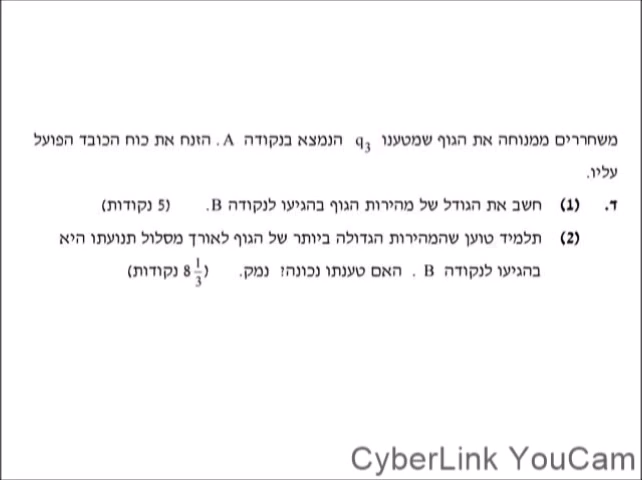 משחררים ממנוחה את הגוף שמטענו q₃ הנמצא בנקודה A. הזנח את כוח הכובד הפועל
עליו.
ד. (1) חשב את הגודל של מהירות הגוף בהגיעו לנקודה B. (5 נקודות)
(2) תלמיד טוען שהמהירות הגדולה ביותר של הגוף לאורך מסלול תנועתו היא
בהגיעו לנקודה B. האם טענתו נכונה? נמק. (8 1/3 נקודות)
CyberLink YouCam